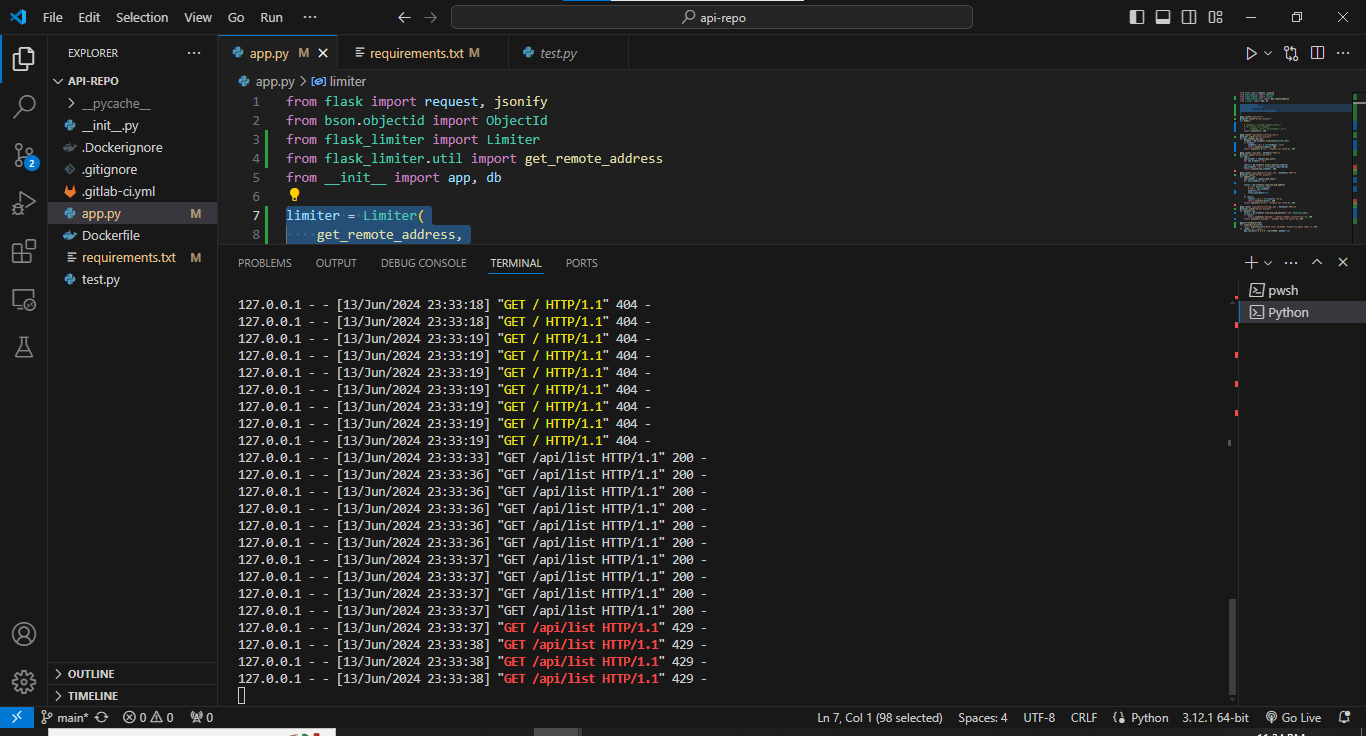 File Edit Selection View Go Run ··· api-repo
EXPLORER ···
API-REPO
__pycache__
__init__.py
.Dockerignore
.gitignore
.gitlab-ci.yml
app.py M
Dockerfile
requirements.txt M
test.py
OUTLINE
TIMELINE
2
app.py M
requirements.txt M
test.py
app.py > limiter
1 from flask import request, jsonify
2 from bson.objectid import ObjectId
3 from flask_limiter import Limiter
4 from flask_limiter.util import get_remote_address
5 from __init__ import app, db
6
7 limiter = Limiter(
8 get_remote_address,
PROBLEMS OUTPUT DEBUG CONSOLE TERMINAL PORTS
127.0.0.1 - - [13/Jun/2024 23:33:18] "GET / HTTP/1.1" 404 -
127.0.0.1 - - [13/Jun/2024 23:33:18] "GET / HTTP/1.1" 404 -
127.0.0.1 - - [13/Jun/2024 23:33:19] "GET / HTTP/1.1" 404 -
127.0.0.1 - - [13/Jun/2024 23:33:19] "GET / HTTP/1.1" 404 -
127.0.0.1 - - [13/Jun/2024 23:33:19] "GET / HTTP/1.1" 404 -
127.0.0.1 - - [13/Jun/2024 23:33:19] "GET / HTTP/1.1" 404 -
127.0.0.1 - - [13/Jun/2024 23:33:19] "GET / HTTP/1.1" 404 -
127.0.0.1 - - [13/Jun/2024 23:33:19] "GET / HTTP/1.1" 404 -
127.0.0.1 - - [13/Jun/2024 23:33:19] "GET / HTTP/1.1" 404 -
127.0.0.1 - - [13/Jun/2024 23:33:33] "GET /api/list HTTP/1.1" 200 -
127.0.0.1 - - [13/Jun/2024 23:33:36] "GET /api/list HTTP/1.1" 200 -
127.0.0.1 - - [13/Jun/2024 23:33:36] "GET /api/list HTTP/1.1" 200 -
127.0.0.1 - - [13/Jun/2024 23:33:36] "GET /api/list HTTP/1.1" 200 -
127.0.0.1 - - [13/Jun/2024 23:33:36] "GET /api/list HTTP/1.1" 200 -
127.0.0.1 - - [13/Jun/2024 23:33:36] "GET /api/list HTTP/1.1" 200 -
127.0.0.1 - - [13/Jun/2024 23:33:37] "GET /api/list HTTP/1.1" 200 -
127.0.0.1 - - [13/Jun/2024 23:33:37] "GET /api/list HTTP/1.1" 200 -
127.0.0.1 - - [13/Jun/2024 23:33:37] "GET /api/list HTTP/1.1" 200 -
127.0.0.1 - - [13/Jun/2024 23:33:37] "GET /api/list HTTP/1.1" 200 -
127.0.0.1 - - [13/Jun/2024 23:33:37] "GET /api/list HTTP/1.1" 429 -
127.0.0.1 - - [13/Jun/2024 23:33:38] "GET /api/list HTTP/1.1" 429 -
127.0.0.1 - - [13/Jun/2024 23:33:38] "GET /api/list HTTP/1.1" 429 -
127.0.0.1 - - [13/Jun/2024 23:33:38] "GET /api/list HTTP/1.1" 429 -
pwsh
Python
main* 0 0 0 Ln 7, Col 1 (98 selected) Spaces: 4 UTF-8 CRLF Python 3.12.1 64-bit Go Live